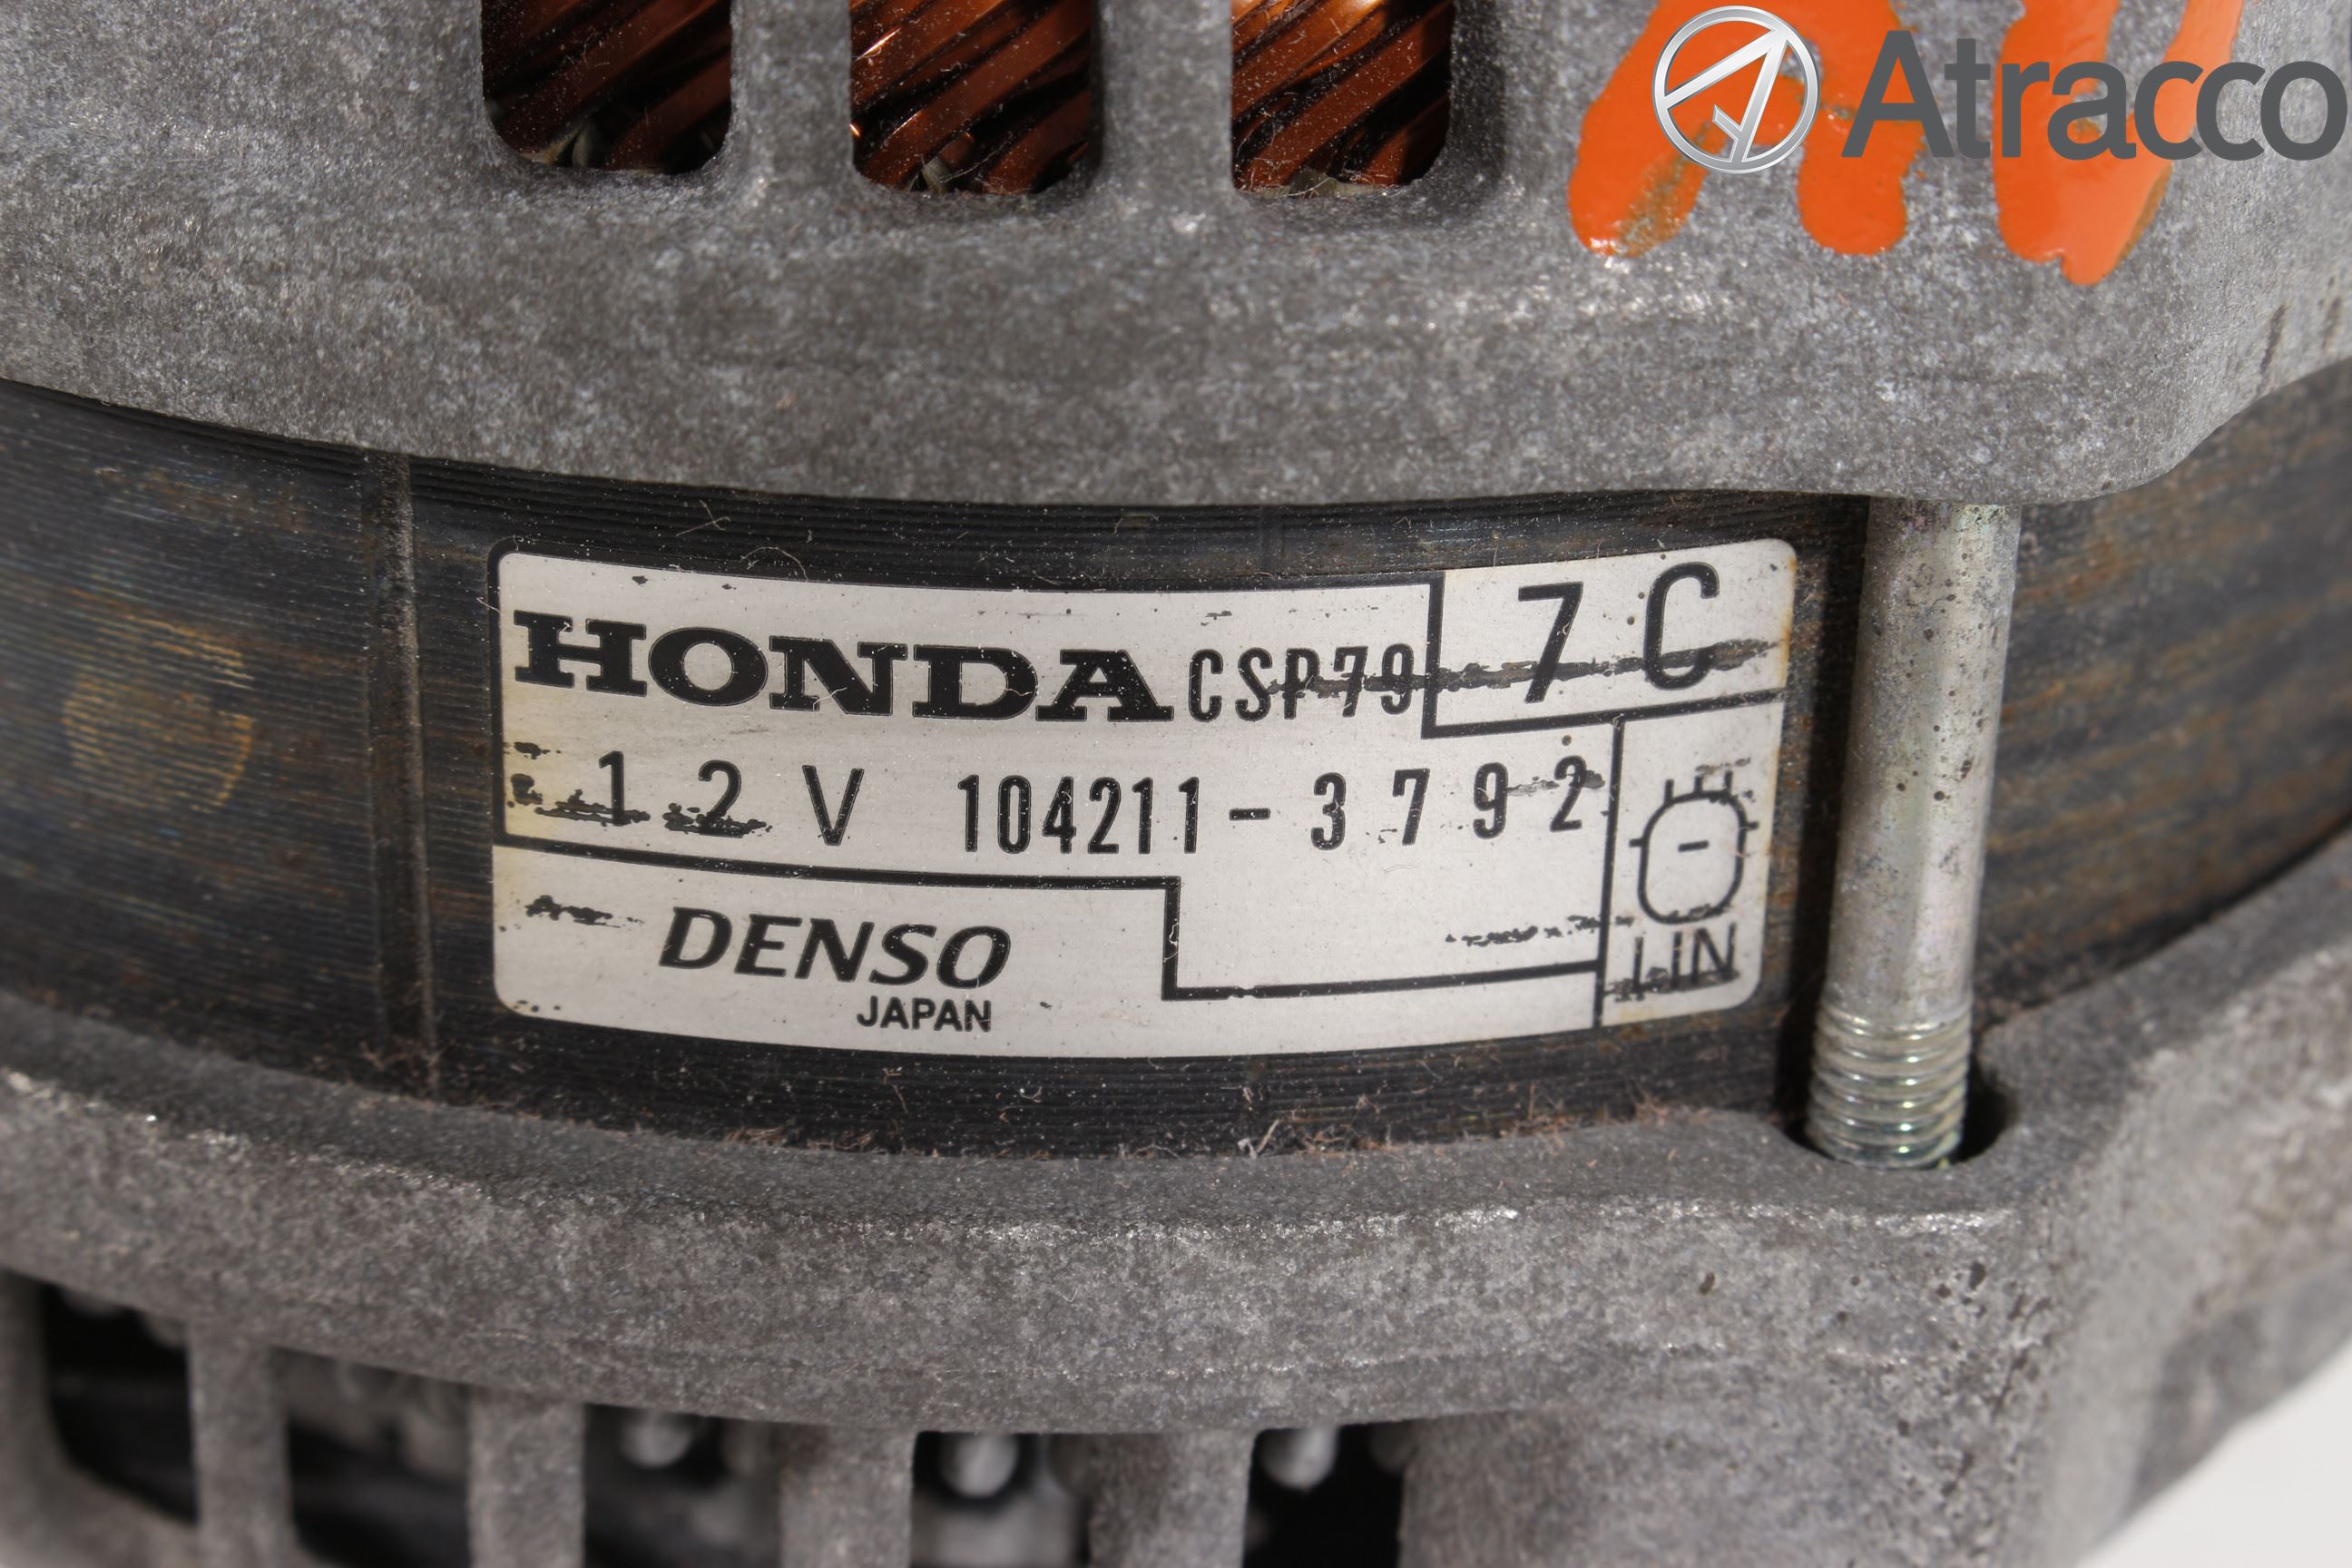 Atracco
HONDA CSP79 7C
12V 104211-3792
DENSO
JAPAN
LIN